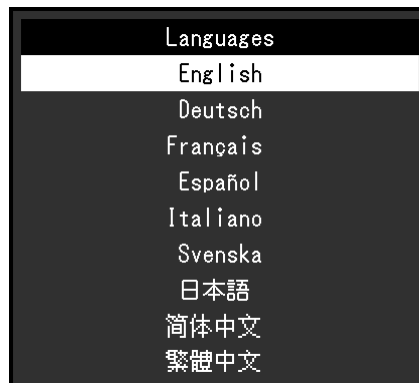 Languages
English
Deutsch
Français
Español
Italiano
Svenska
日本語
简体中文
繁體中文